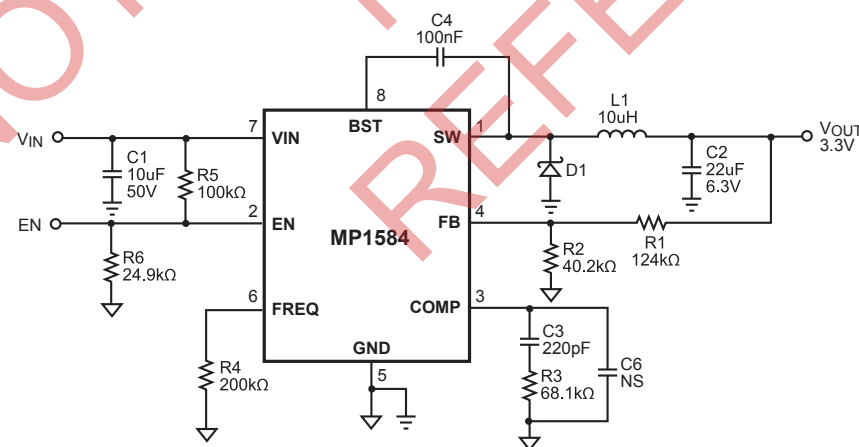 NOT
REFE
C4
100nF
8
BST
L1
10uH
VIN
7
VIN
SW
1
VOUT
3.3V
C1
10uF
50V
R5
100kΩ
D1
C2
22uF
6.3V
EN
2
EN
MP1584
FB
4
R1
124kΩ
R2
40.2kΩ
R6
24.9kΩ
6
FREQ
COMP
3
C3
220pF
R3
68.1kΩ
C6
NS
GND
5
R4
200kΩ